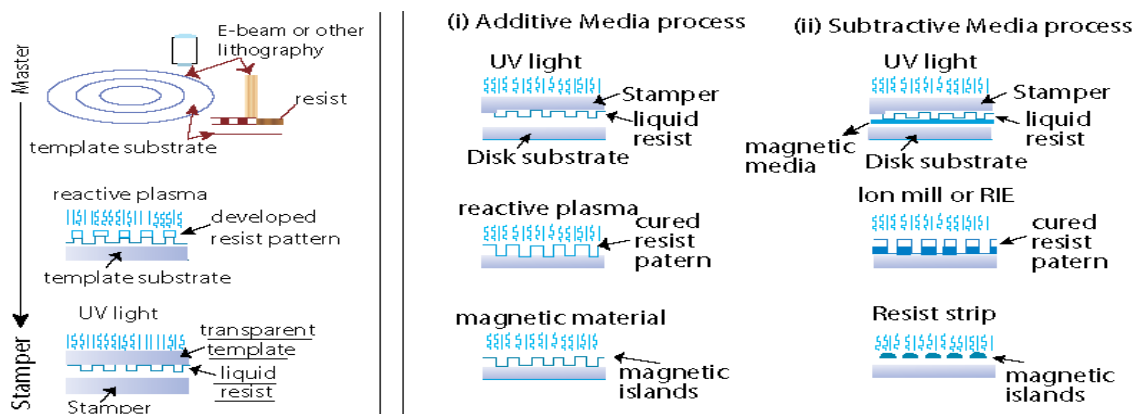 Master
Stamper
E-beam or other
lithography
resist
template substrate
reactive plasma
developed
resist pattern
template substrate
UV light
transparent
template
liquid
resist
Stamper
(i) Additive Media process
UV light
Stamper
liquid
resist
Disk substrate
reactive plasma
cured
resist
patern
magnetic material
magnetic
islands
(ii) Subtractive Media process
UV light
Stamper
liquid
resist
magnetic
media
Disk substrate
Ion mill or RIE
cured
resist
patern
Resist strip
magnetic
islands